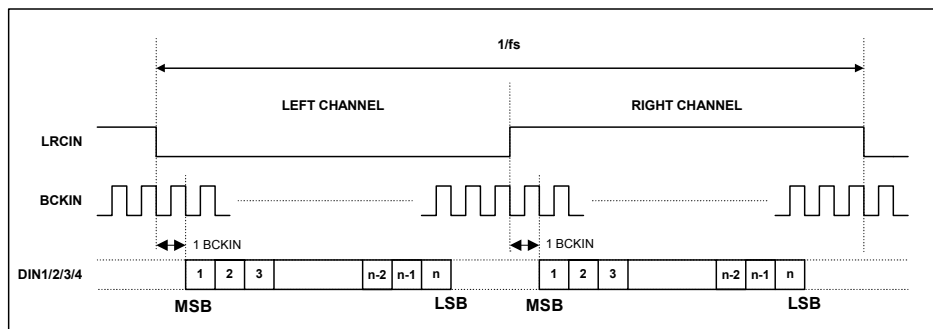 1/fs
LEFT CHANNEL RIGHT CHANNEL
LRCIN
BCKIN
1 BCKIN 1 BCKIN
DIN1/2/3/4 1 2 3 n-2 n-1 n 1 2 3 n-2 n-1 n
MSB LSB MSB LSB